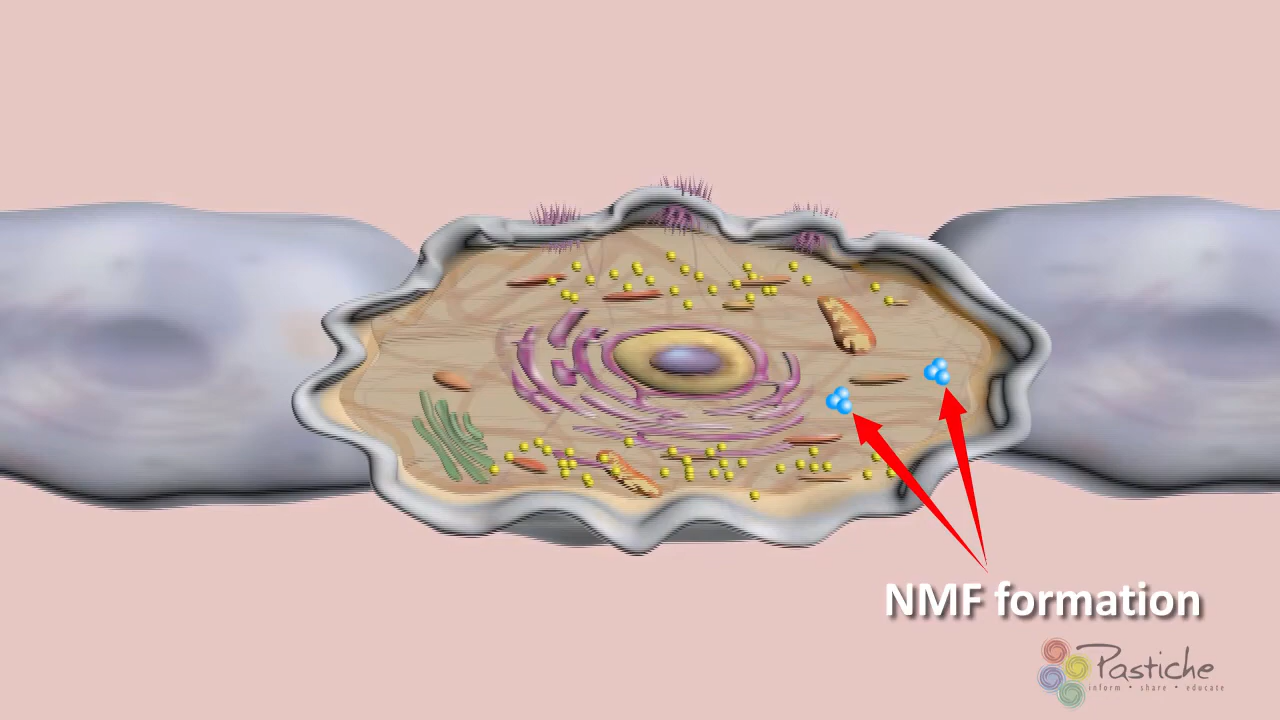 NMF formation
Pastiche
inform • share • educate